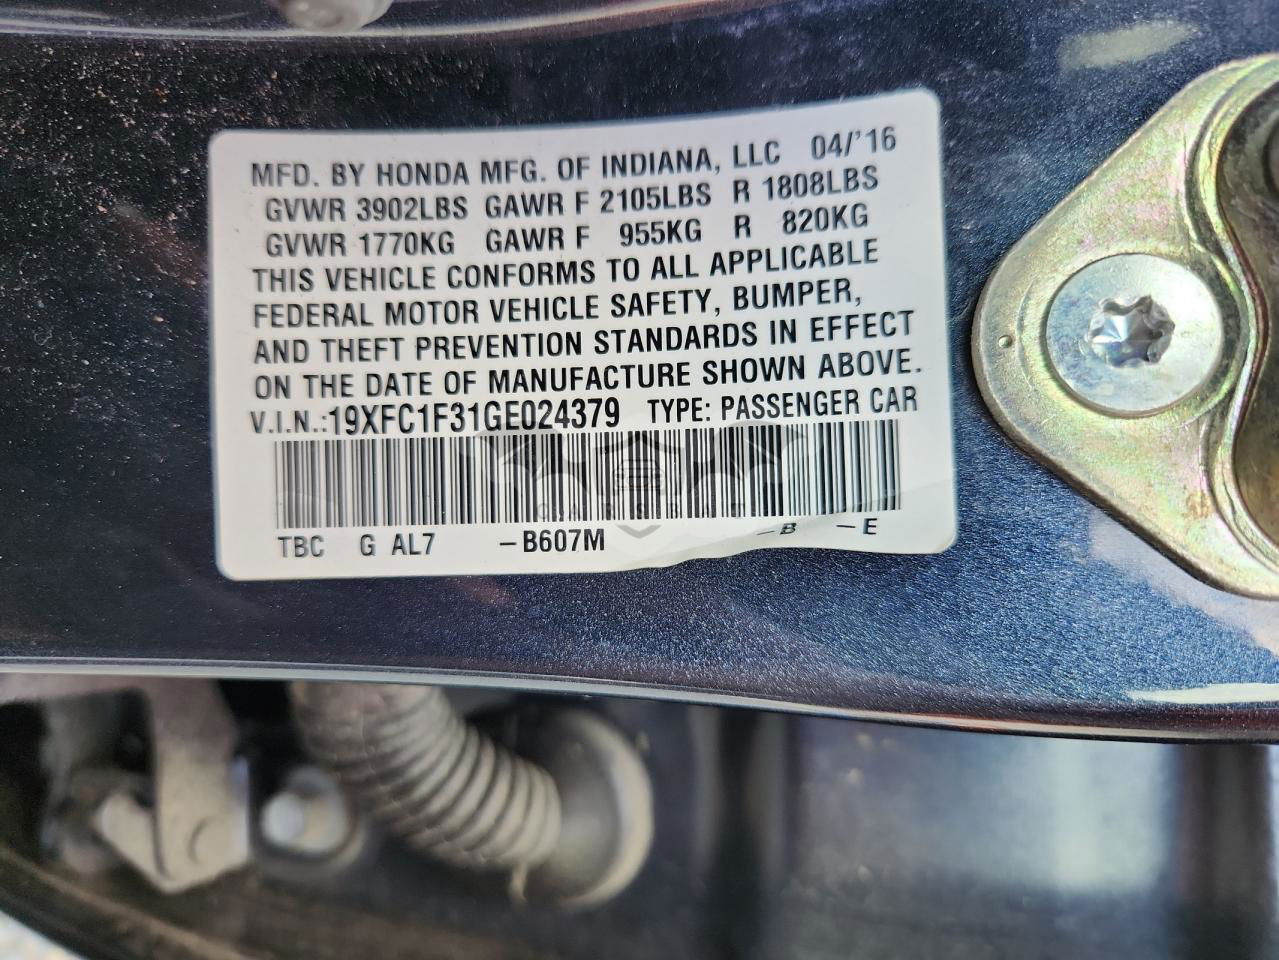 MFD. BY HONDA MFG. OF INDIANA, LLC 04/'16
GVWR 3902LBS GAWR F 2105LBS R 1808LBS
GVWR 1770KG GAWR F 955KG R 820KG
THIS VEHICLE CONFORMS TO ALL APPLICABLE
FEDERAL MOTOR VEHICLE SAFETY, BUMPER,
AND THEFT PREVENTION STANDARDS IN EFFECT
ON THE DATE OF MANUFACTURE SHOWN ABOVE.
V.I.N.:19XFC1F31GE024379 TYPE: PASSENGER CAR
TBC G AL7 –B607M –B –E